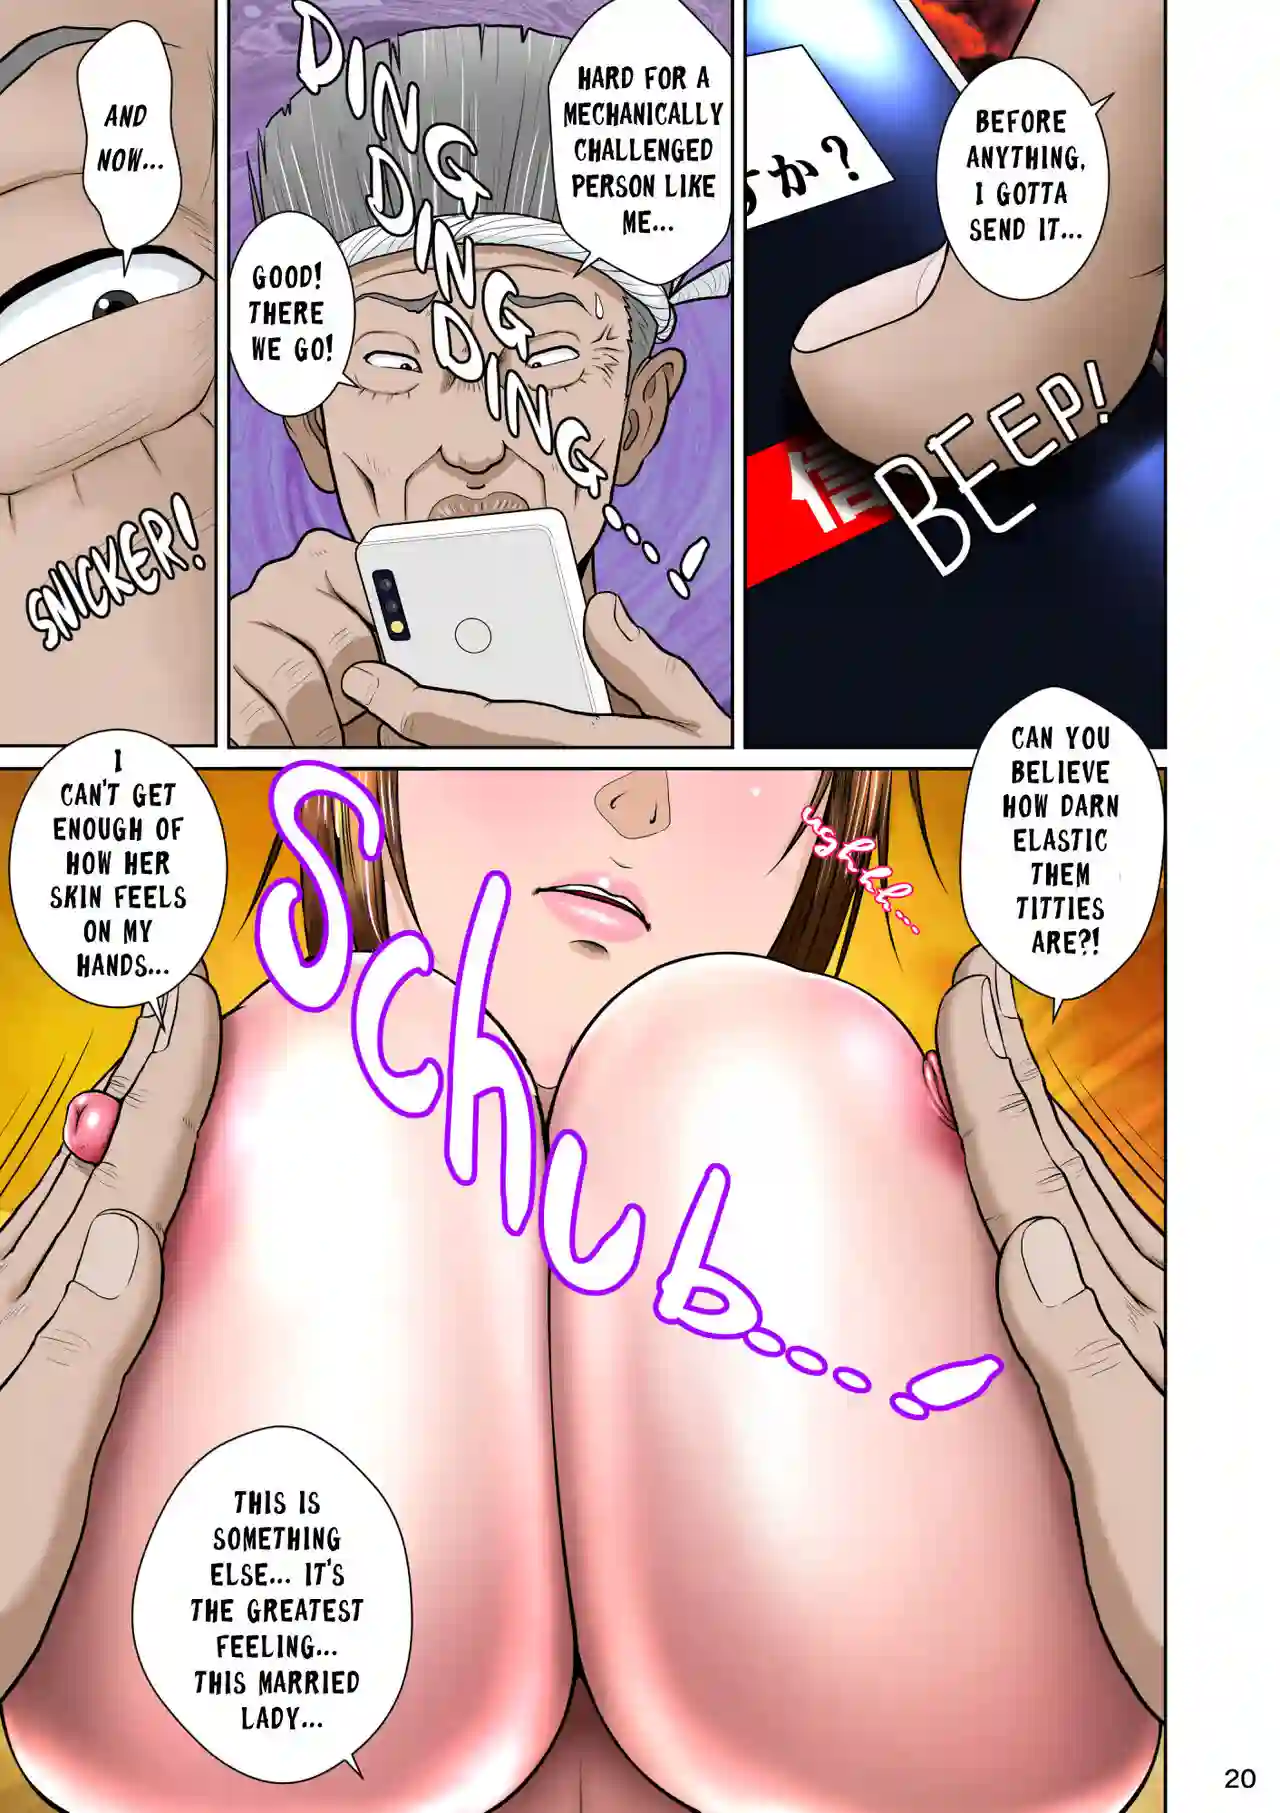 BEFORE
ANYTHING,
I GOTTA
SEND IT...
すか?
信
BEEP!
HARD FOR A
MECHANICALLY
CHALLENGED
PERSON LIKE
ME...
DING
DING
DING
DING...!
GOOD!
THERE
WE GO!
AND
NOW...
SNICKER!
CAN YOU
BELIEVE
HOW DARN
ELASTIC
THEM
TITTIES
ARE?!
ughhh...
Schub...!
I
CAN'T GET
ENOUGH OF
HOW HER
SKIN FEELS
ON MY
HANDS...
THIS IS
SOMETHING
ELSE... IT'S
THE GREATEST
FEELING...
THIS MARRIED
LADY...
20